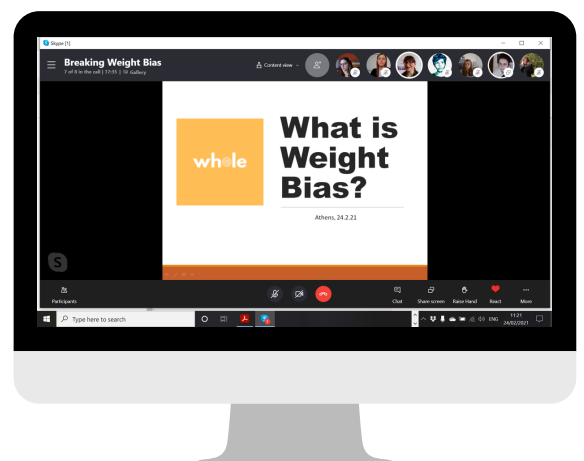 Skype [1]
Breaking Weight Bias
7 of 8 in the call | 17:35 | Gallery
Content view
whole
What is
Weight
Bias?
Athens, 24.2.21
S
Participants
Chat
Share screen
Raise Hand
React
More
Type here to search
ENG
11:21
24/02/2021